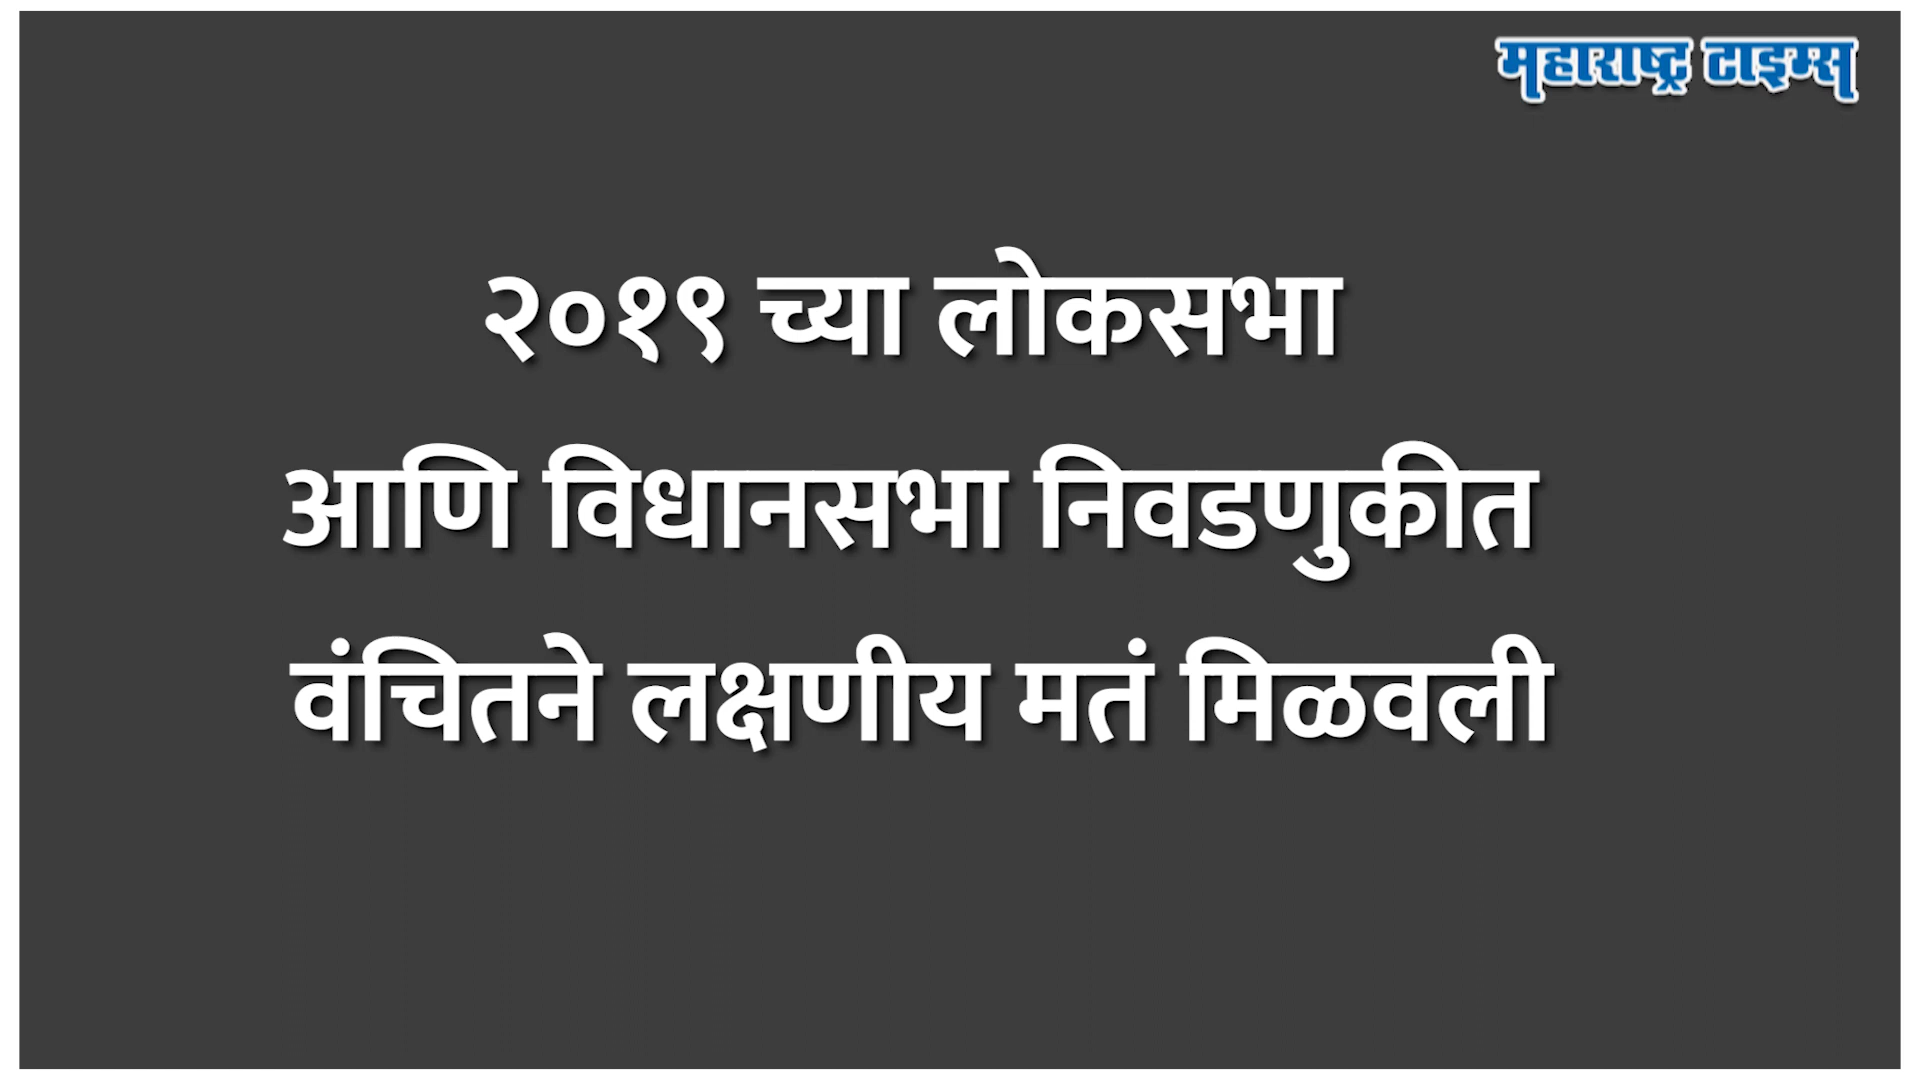 महाराष्ट्र टाइम्स
२०१९ च्या लोकसभा
आणि विधानसभा निवडणुकीत
वंचितने लक्षणीय मतं मिळवली